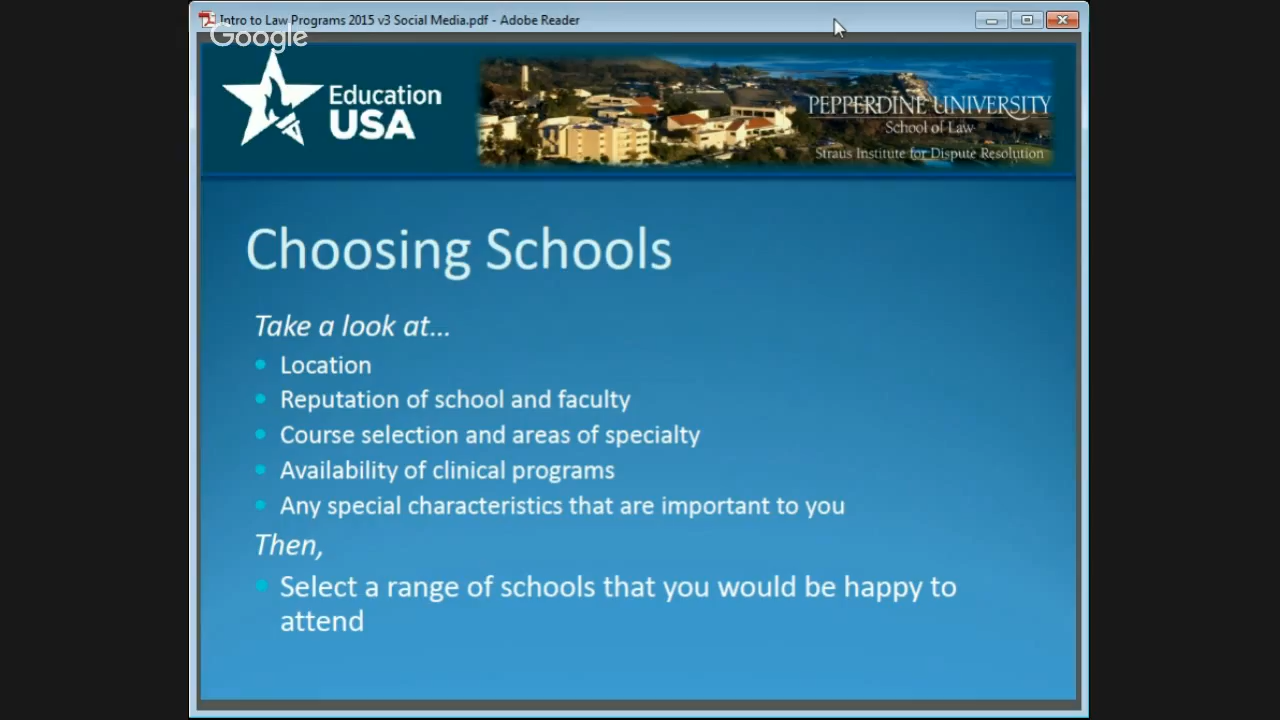 Intro to Law Programs 2015 v3 Social Media.pdf - Adobe Reader
Google
Education
USA
PEPPERDINE UNIVERSITY
School of Law
Straus Institute for Dispute Resolution
Choosing Schools
Take a look at...
Location
Reputation of school and faculty
Course selection and areas of specialty
Availability of clinical programs
Any special characteristics that are important to you
Then,
Select a range of schools that you would be happy to
attend